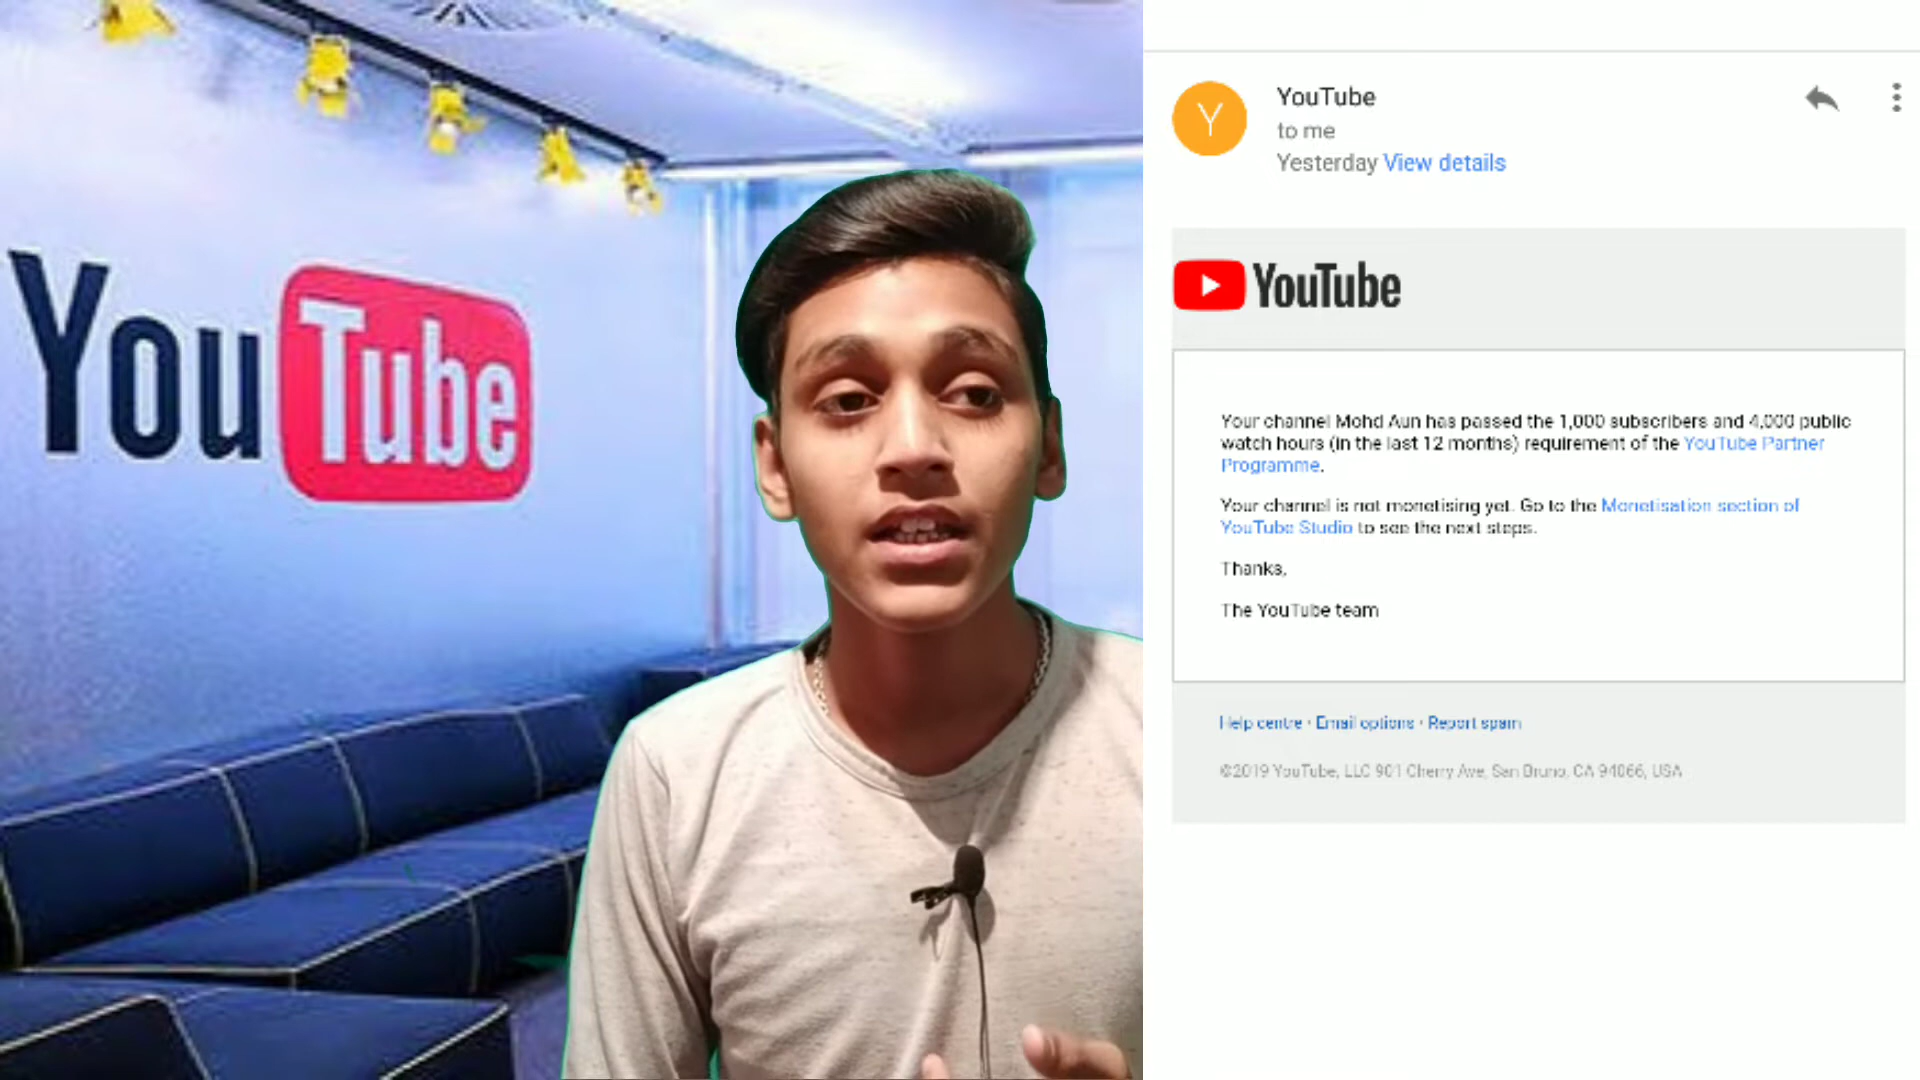 YouTube
YouTube
to me
Yesterday View details
Y
YouTube
Your channel Mohd Aun has passed the 1,000 subscribers and 4,000 public
watch hours (in the last 12 months) requirement of the YouTube Partner
Programme.
Your channel is not monetising yet. Go to the Monetisation section of
YouTube Studio to see the next steps.
Thanks,
The YouTube team
Help centre • Email options • Report spam
©2019 YouTube, LLC 901 Cherry Ave, San Bruno, CA 94066, USA